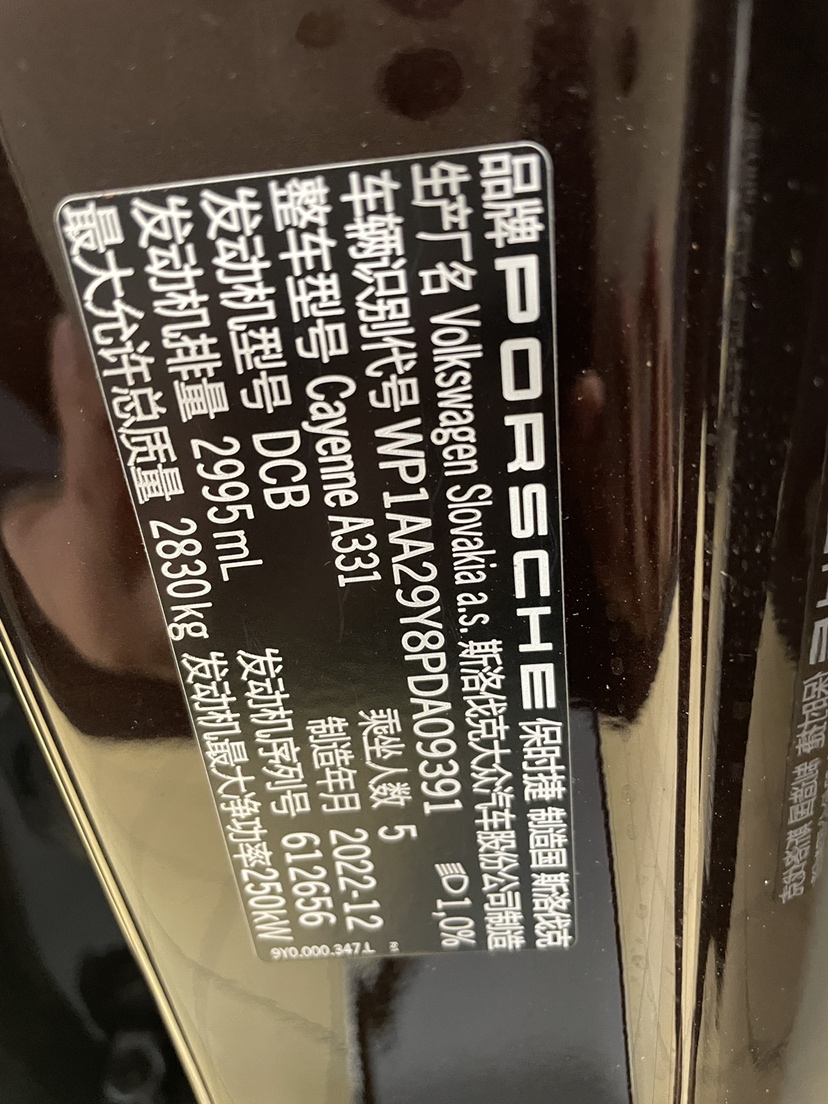 品牌 PORSCHE 保时捷 制造国 斯洛伐克
生产厂名 Volkswagen Slovakia a.s. 斯洛伐克大众汽车股份公司制造
车辆识别代号 WP1AA29Y8PDA09391 1,0%
整车型号 Cayenne A331 乘坐人数 5
发动机型号 DCB 制造年月 2022-12
发动机排量 2995 mL 发动机序列号 612656
最大允许总质量 2830 kg 发动机最大净功率250kW
9Y0.000.347.L